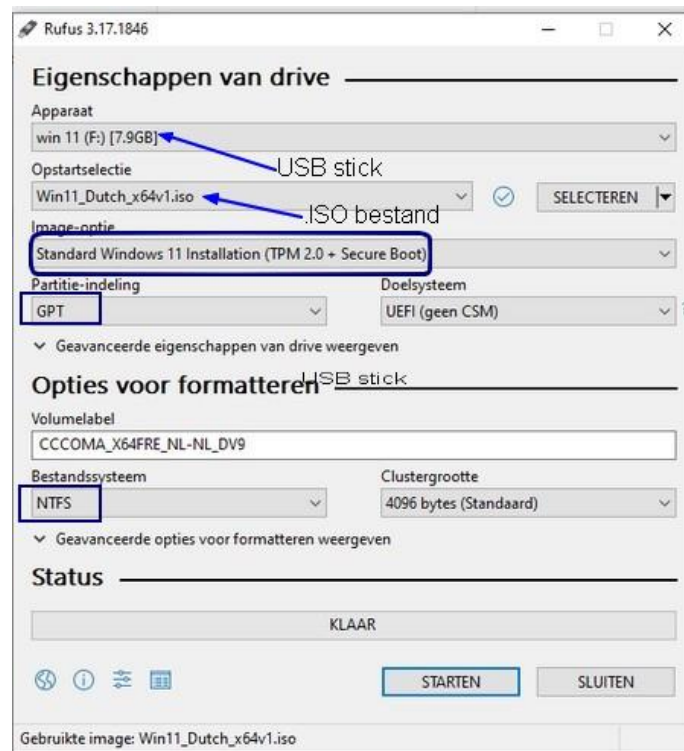 Rufus 3.17.1846
Eigenschappen van drive
Apparaat
win 11 (F:) [7.9GB]
USB stick
Opstartselectie
Win11_Dutch_x64v1.iso
SELECTEREN
.ISO bestand
Image-optie
Standard Windows 11 Installation (TPM 2.0 + Secure Boot)
Partitie-indeling
Doelsysteem
GPT
UEFI (geen CSM)
Geavanceerde eigenschappen van drive weergeven
Opties voor formatteren
USB stick
Volumelabel
CCCOMA_X64FRE_NL-NL_DV9
Bestandssysteem
Clustergrootte
NTFS
4096 bytes (Standaard)
Geavanceerde opties voor formatteren weergeven
Status
KLAAR
STARTEN
SLUITEN
Gebruikte image: Win11_Dutch_x64v1.iso